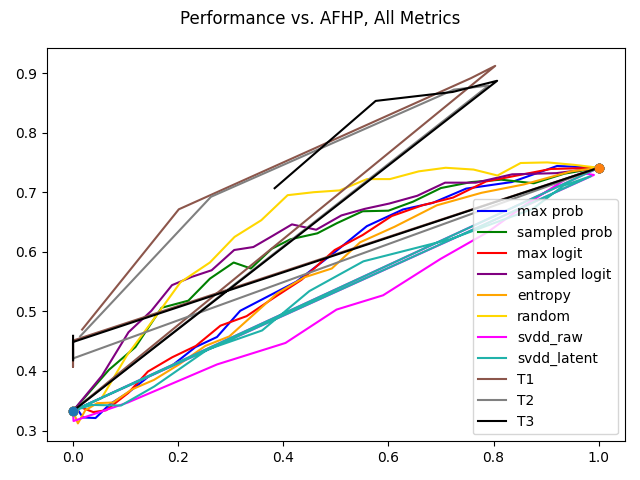 Performance vs. AFHP, All Metrics
0.9
0.8
0.7
0.6
0.5
0.4
0.3
0.0 0.2 0.4 0.6 0.8 1.0
max prob
sampled prob
max logit
sampled logit
entropy
random
svdd_raw
svdd_latent
T1
T2
T3